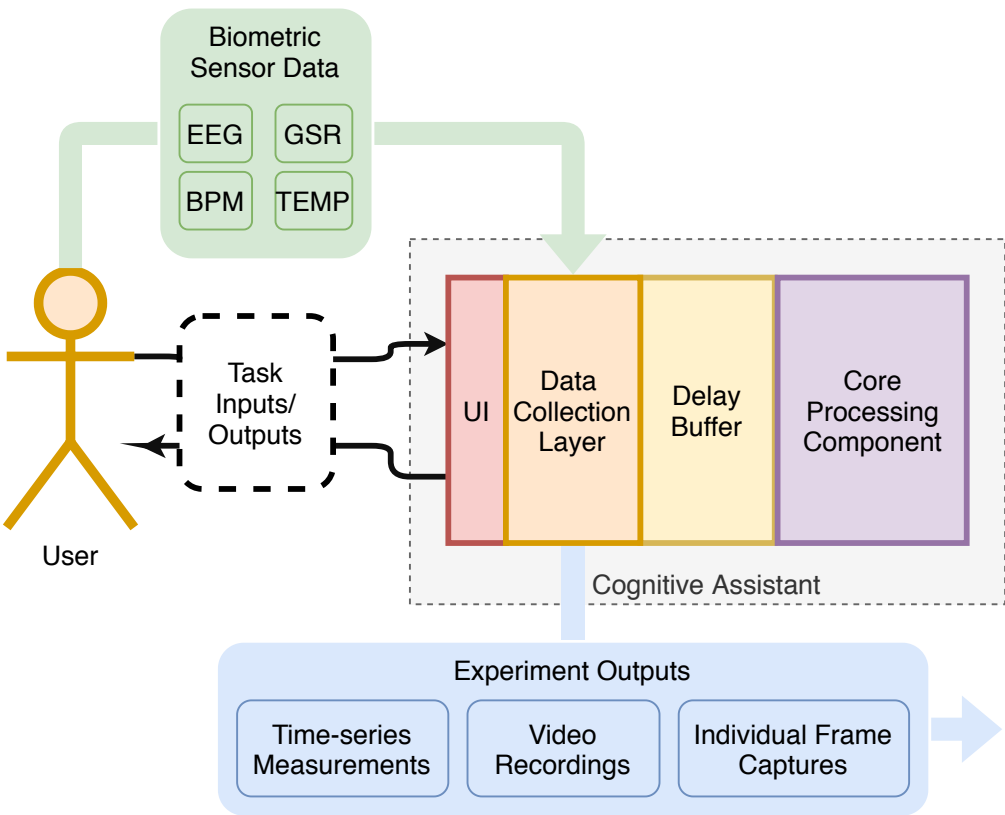 Biometric
Sensor Data
EEG
GSR
BPM
TEMP
Task
Inputs/
Outputs
User
UI
Data
Collection
Layer
Delay
Buffer
Core
Processing
Component
Cognitive Assistant
Experiment Outputs
Time-series
Measurements
Video
Recordings
Individual Frame
Captures